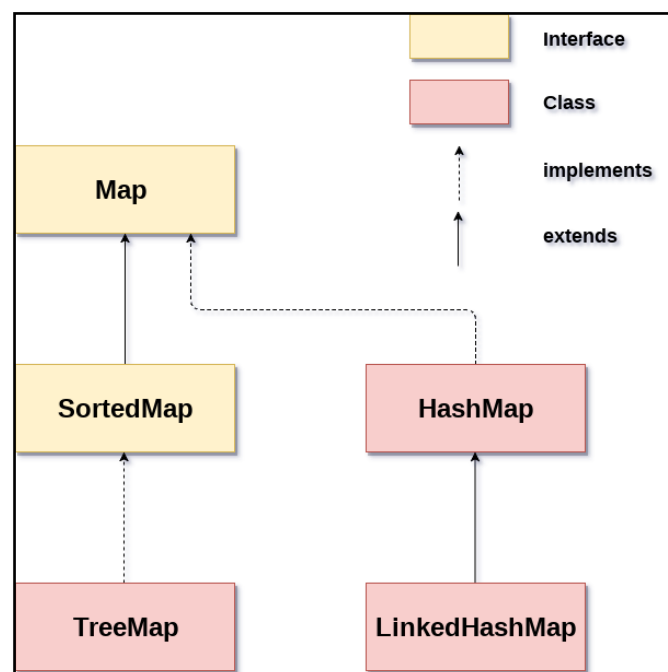 Interface
Class
implements
extends
Map
SortedMap
HashMap
TreeMap
LinkedHashMap